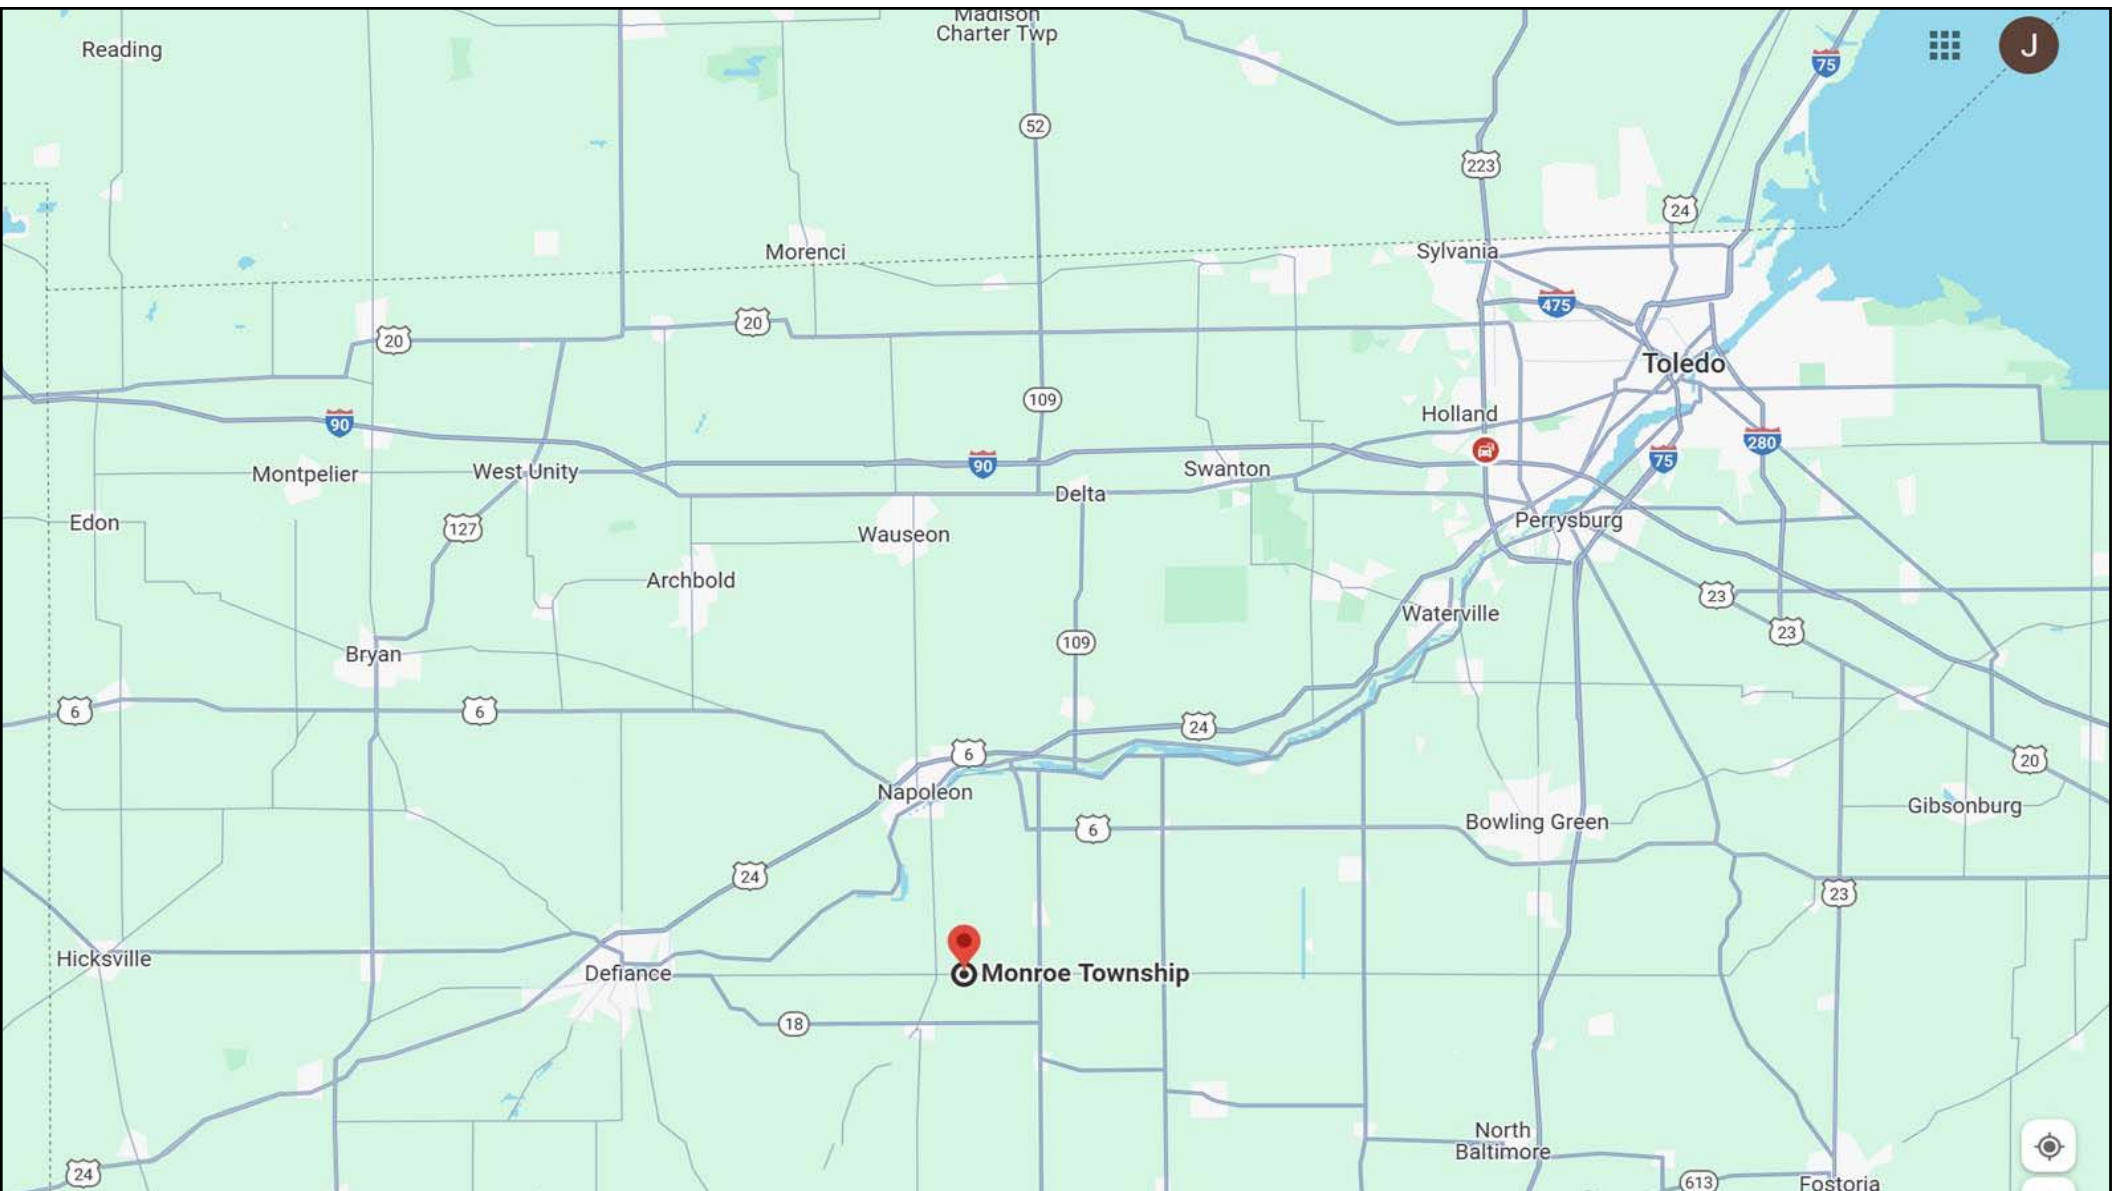 Madison
Charter Twp
Reading
J
75
52
223
24
Morenci
Sylvania
475
20
20
Toledo
109
Holland
90
90
75
280
Montpelier
West Unity
Swanton
Delta
Edon
127
Wauseon
Perrysburg
Archbold
23
Waterville
23
109
Bryan
6
6
24
6
20
Napoleon
Gibsonburg
6
Bowling Green
24
23
Hicksville
Defiance
Monroe Township
18
North
Baltimore
24
613
Fostoria